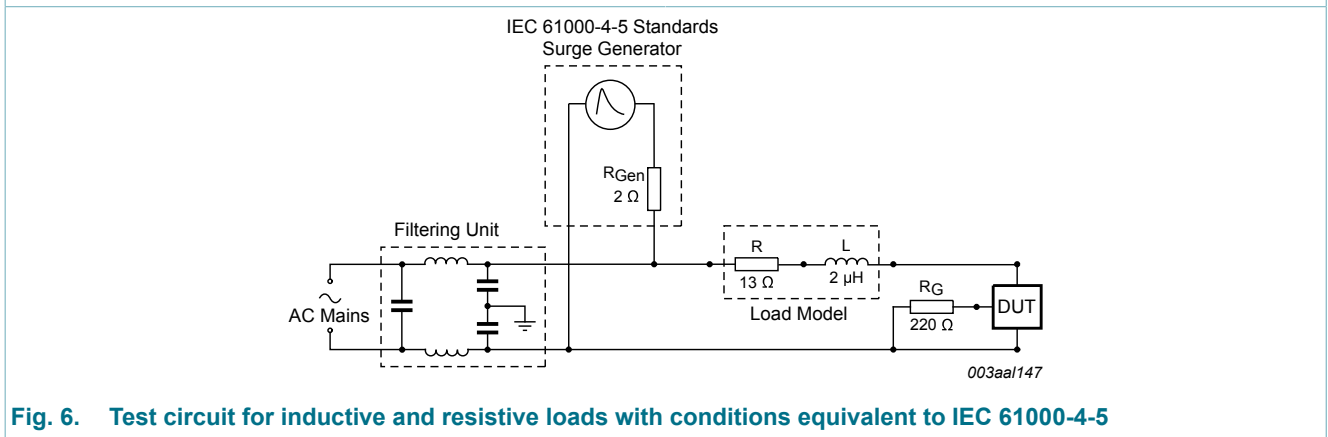 IEC 61000-4-5 Standards
Surge Generator
RGen
2 Ω
Filtering Unit
AC Mains
R
13 Ω
L
2 μH
Load Model
RG
220 Ω
DUT
003aal147
Fig. 6. Test circuit for inductive and resistive loads with conditions equivalent to IEC 61000-4-5